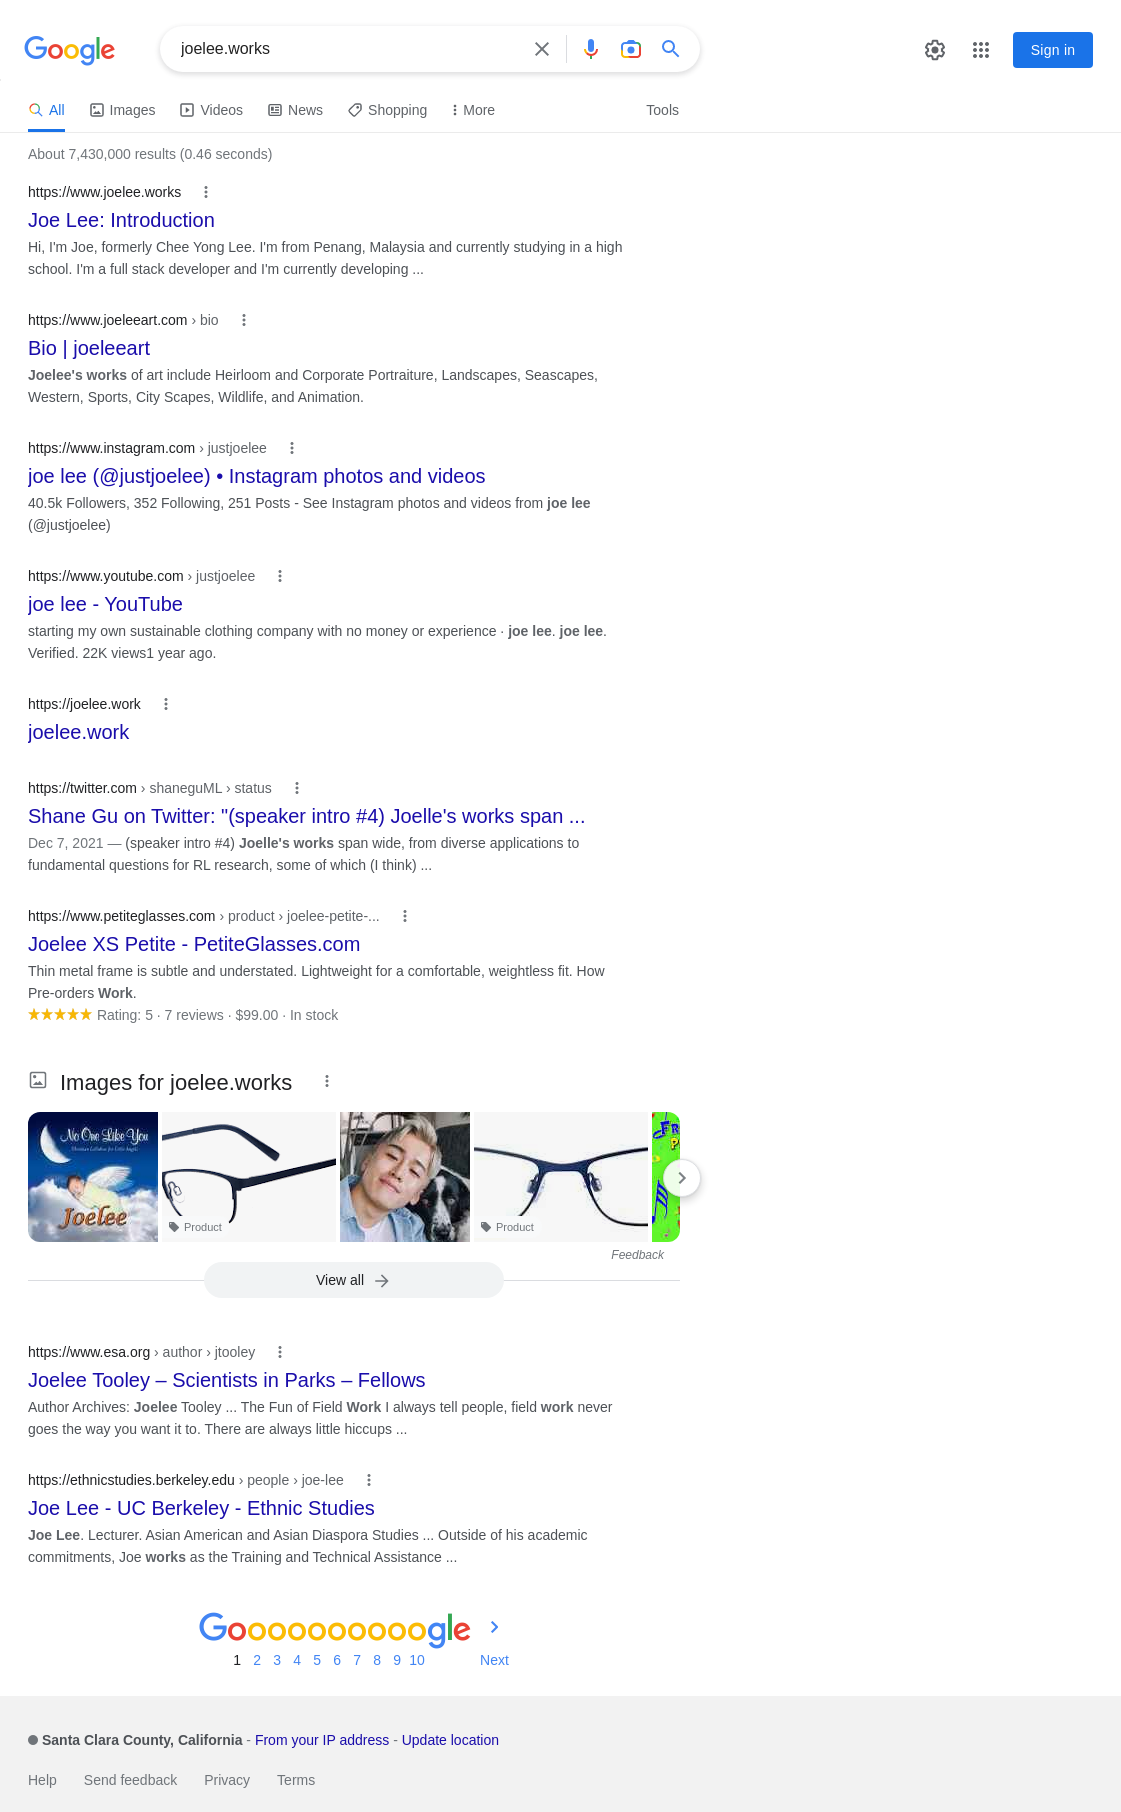 Google
joelee.works
Sign in
All
Images
Videos
News
Shopping
More
Tools
About 7,430,000 results (0.46 seconds)
https://www.joelee.works
Joe Lee: Introduction
Hi, I'm Joe, formerly Chee Yong Lee. I'm from Penang, Malaysia and currently studying in a high
school. I'm a full stack developer and I'm currently developing ...
https://www.joeleeart.com › bio
Bio | joeleeart
Joelee's works of art include Heirloom and Corporate Portraiture, Landscapes, Seascapes,
Western, Sports, City Scapes, Wildlife, and Animation.
https://www.instagram.com › justjoelee
joe lee (@justjoelee) • Instagram photos and videos
40.5k Followers, 352 Following, 251 Posts - See Instagram photos and videos from joe lee
(@justjoelee)
https://www.youtube.com › justjoelee
joe lee - YouTube
starting my own sustainable clothing company with no money or experience · joe lee. joe lee.
Verified. 22K views1 year ago.
https://joelee.work
joelee.work
https://twitter.com › shaneguML › status
Shane Gu on Twitter: "(speaker intro #4) Joelle's works span ...
Dec 7, 2021 — (speaker intro #4) Joelle's works span wide, from diverse applications to
fundamental questions for RL research, some of which (I think) ...
https://www.petiteglasses.com › product › joelee-petite-...
Joelee XS Petite - PetiteGlasses.com
Thin metal frame is subtle and understated. Lightweight for a comfortable, weightless fit. How
Pre-orders Work.
Rating: 5 · 7 reviews · $99.00 · In stock
Images for joelee.works
No One Like You
Joelee
Product
Product
Feedback
View all
https://www.esa.org › author › jtooley
Joelee Tooley – Scientists in Parks – Fellows
Author Archives: Joelee Tooley ... The Fun of Field Work I always tell people, field work never
goes the way you want it to. There are always little hiccups ...
https://ethnicstudies.berkeley.edu › people › joe-lee
Joe Lee - UC Berkeley - Ethnic Studies
Joe Lee. Lecturer. Asian American and Asian Diaspora Studies ... Outside of his academic
commitments, Joe works as the Training and Technical Assistance ...
Goooooooooogle
1 2 3 4 5 6 7 8 9 10 Next
Santa Clara County, California - From your IP address - Update location
Help Send feedback Privacy Terms